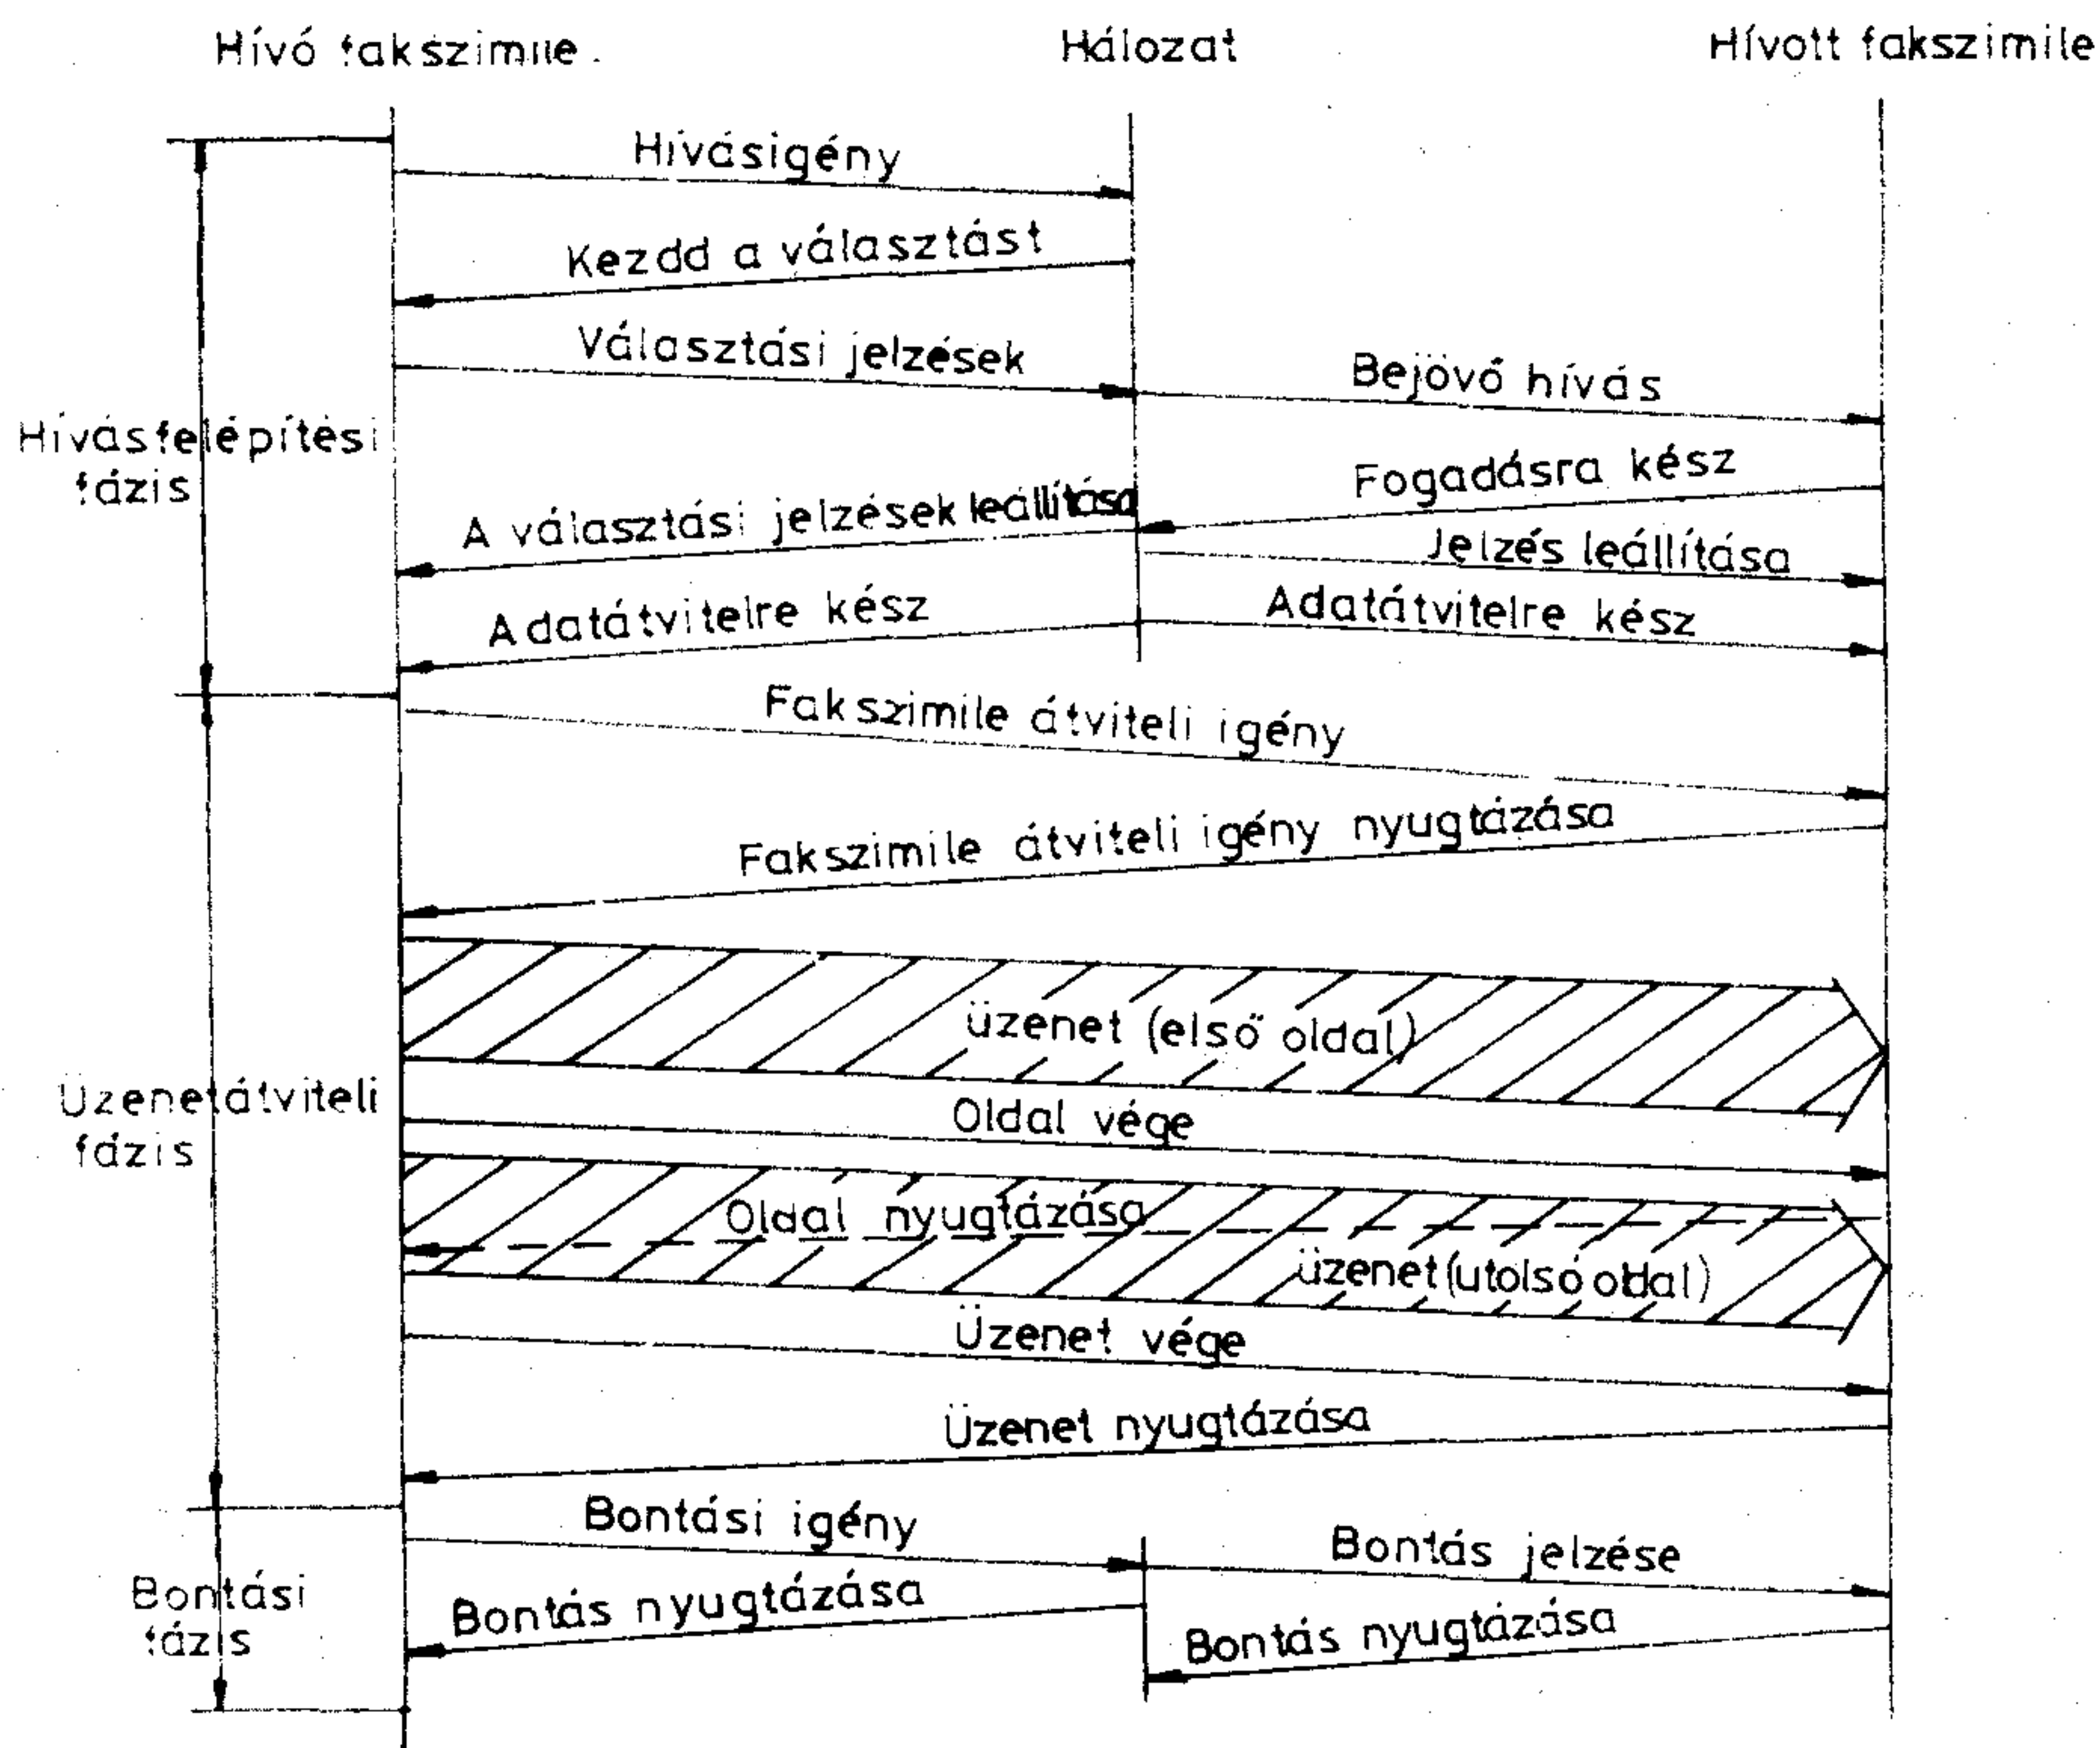 Hívó fakszimile.
Hálozat
Hívott fakszimile
Hívásigény
Kezdd a választást
Választási jelzések
Bejövő hívás
Hívásfelépítési
fázis
Fogadásra kész
A választási jelzések leállítása
Jelzés leállítása
Adatátvitelre kész
Adatátvitelre kész
Fakszimile átviteli igény
Fakszimile átviteli igény nyugtázása
üzenet (első oldal)
Üzenetátviteli
fázis
Oldal vége
Oldal nyugtázása
üzenet (utolsó oldal)
Üzenet vége
Üzenet nyugtázása
Bontási igény
Bontás jelzése
Bontási
fázis
Bontás nyugtázása
Bontás nyugtázása